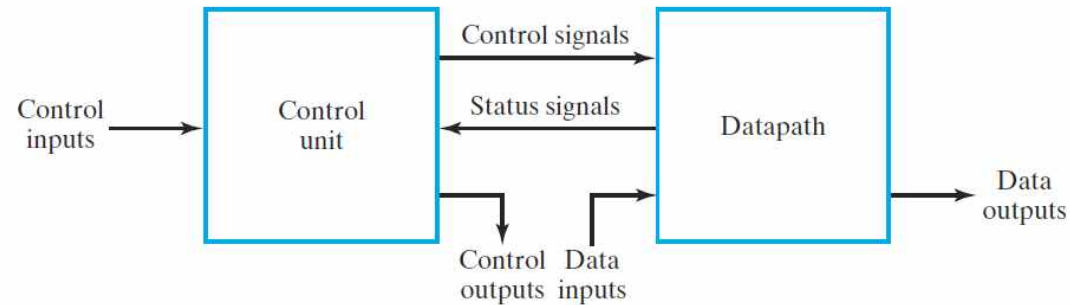 Control signals
Control
inputs
Control
unit
Status signals
Datapath
Data
outputs
Control
outputs
Data
inputs